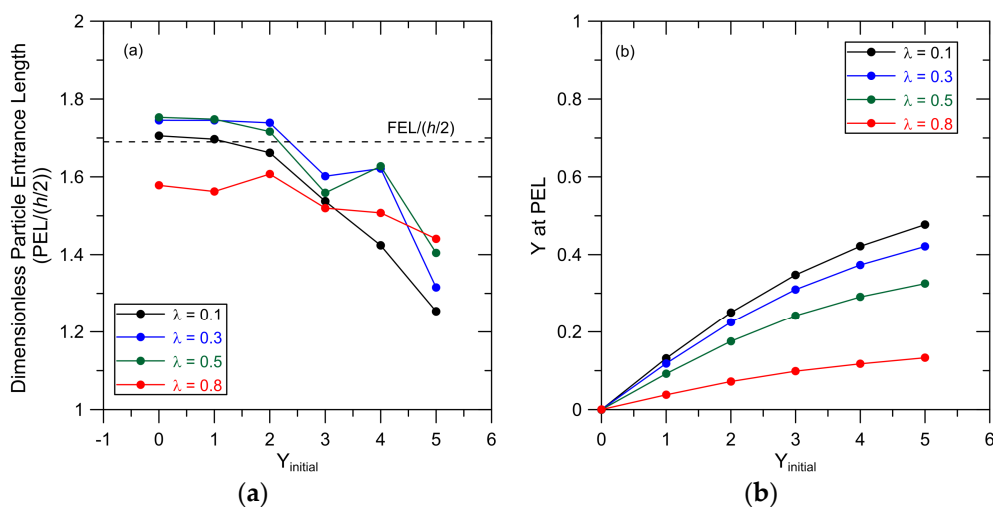 (a)
Dimensionless Particle Entrance Length
(PEL/(h/2))
2
1.8
1.6
1.4
1.2
1
FEL/(h/2)
λ = 0.1
λ = 0.3
λ = 0.5
λ = 0.8
-1 0 1 2 3 4 5 6
Yinitial
(a)
(b)
Y at PEL
1
0.8
0.6
0.4
0.2
0
λ = 0.1
λ = 0.3
λ = 0.5
λ = 0.8
0 1 2 3 4 5 6
Yinitial
(b)